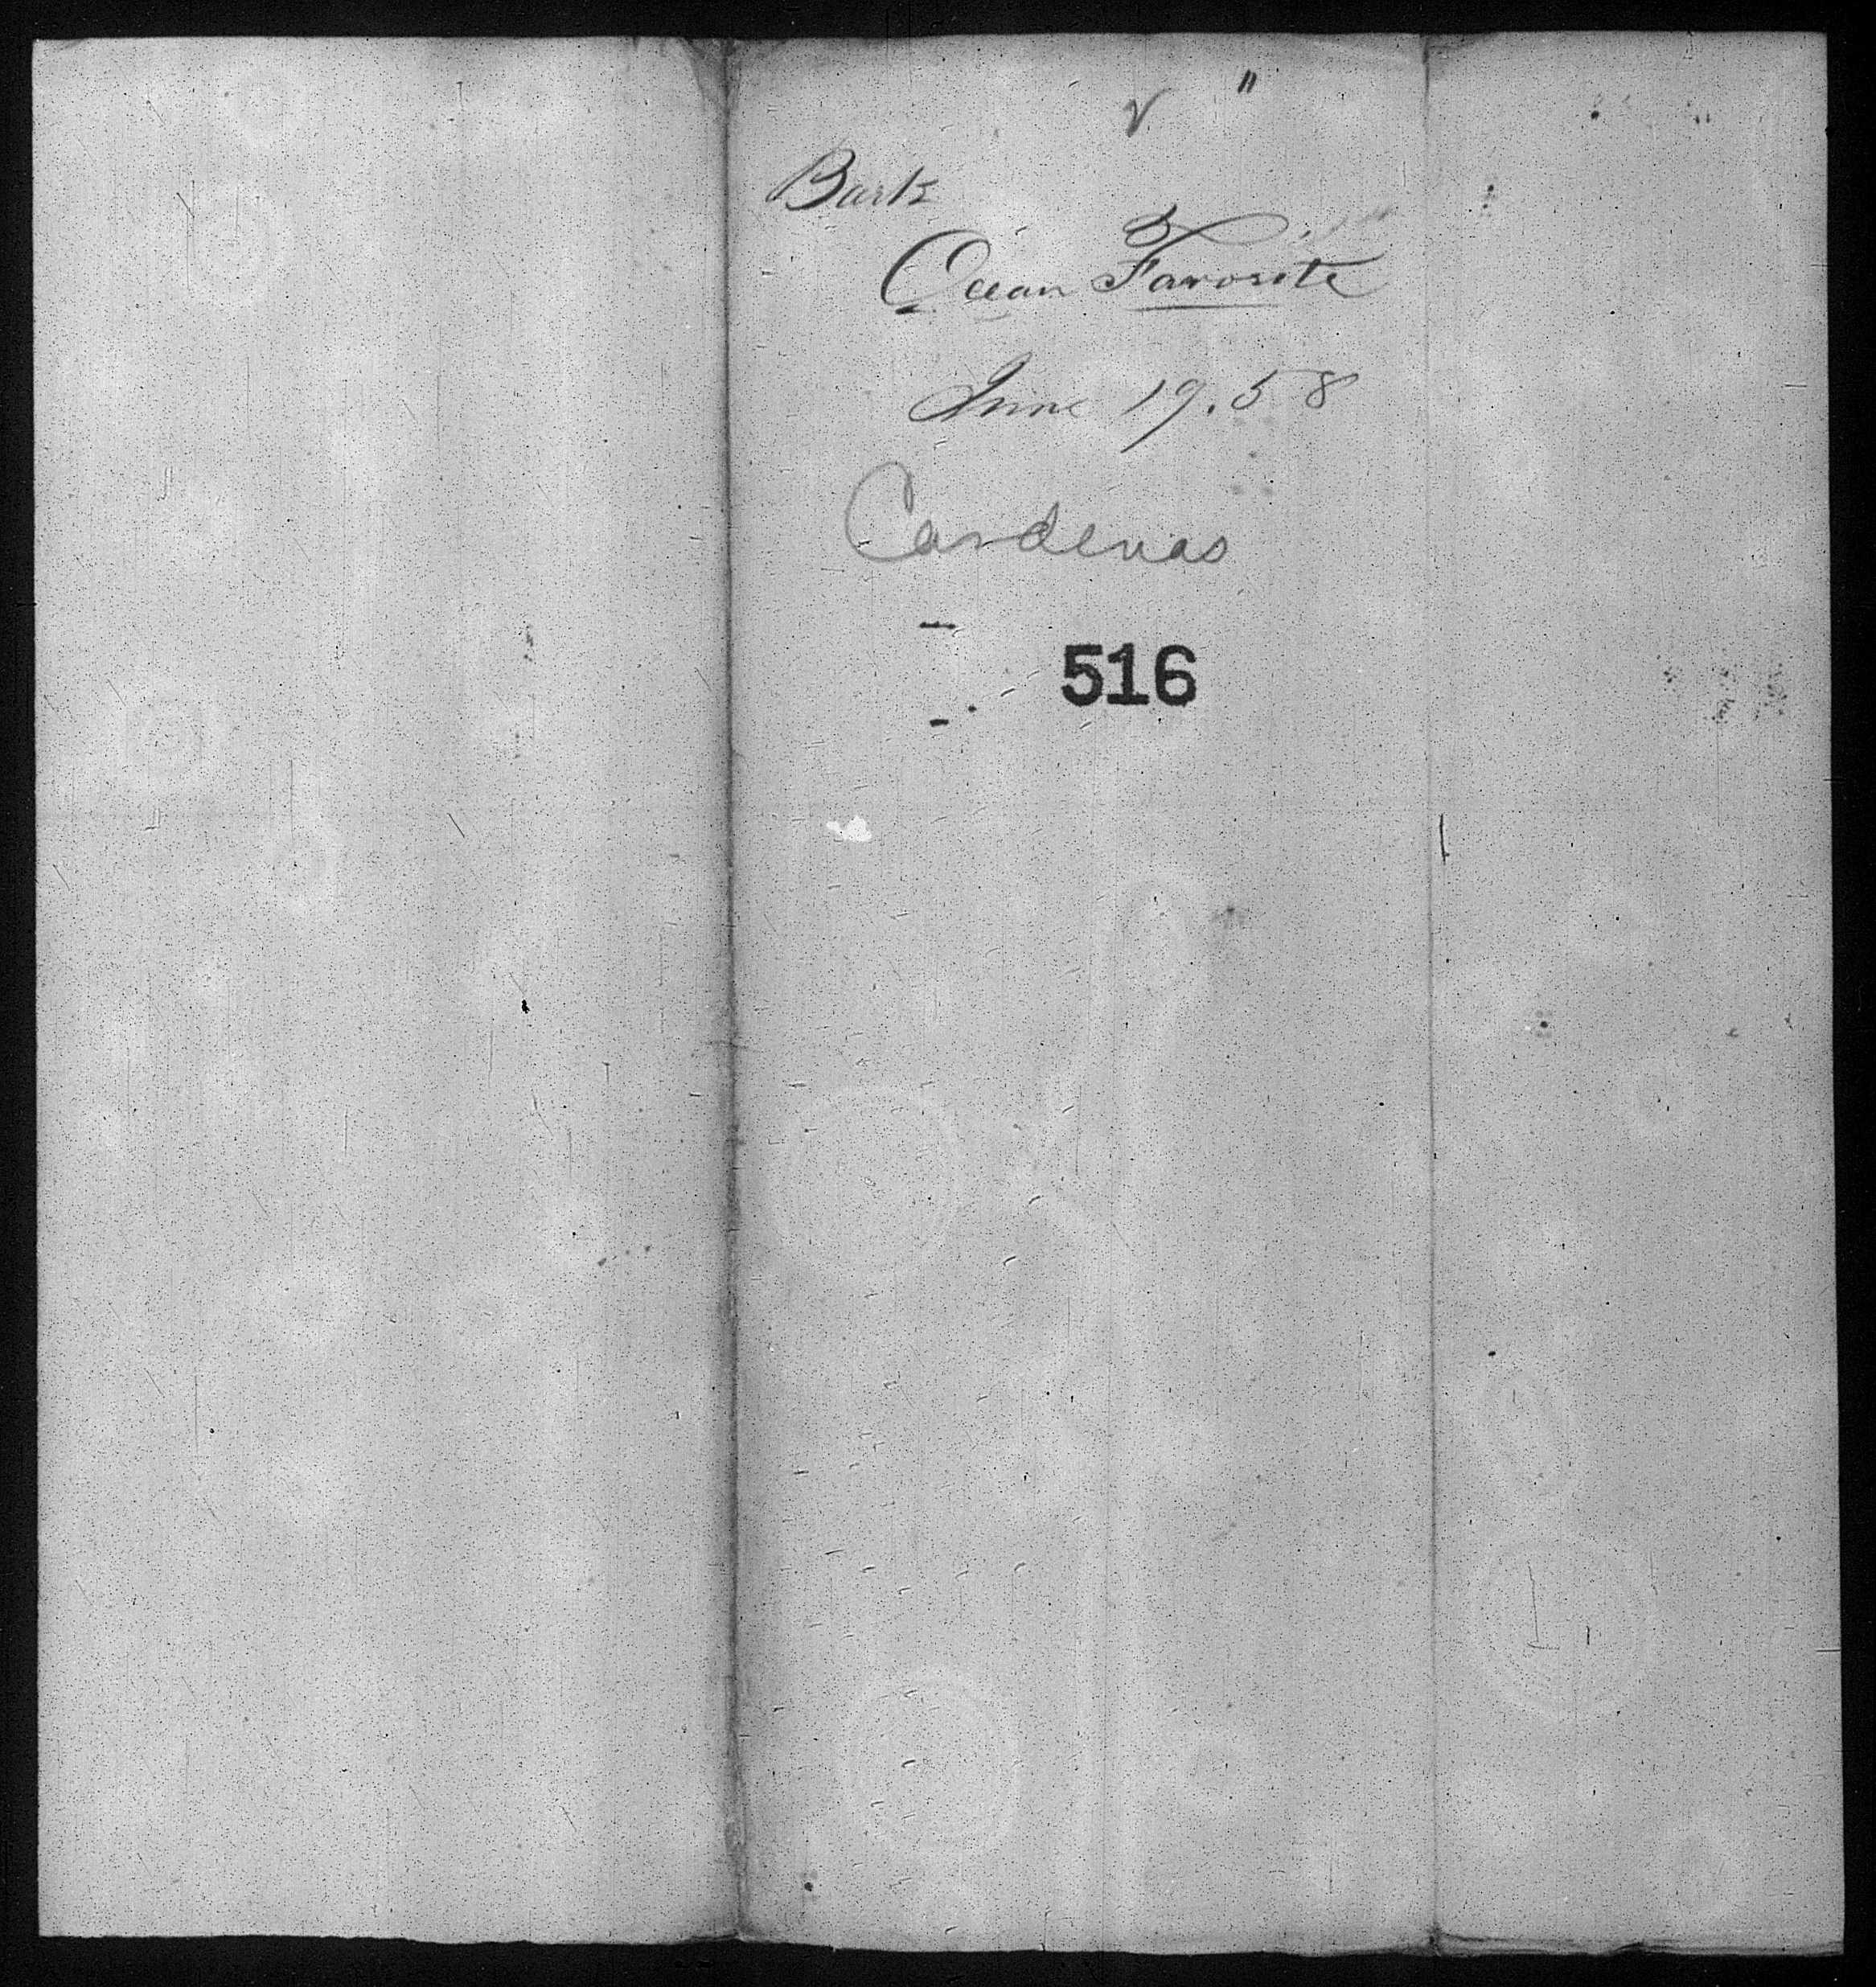 Bark
Ocean Favorite
June 19. 58
Cardenas
516